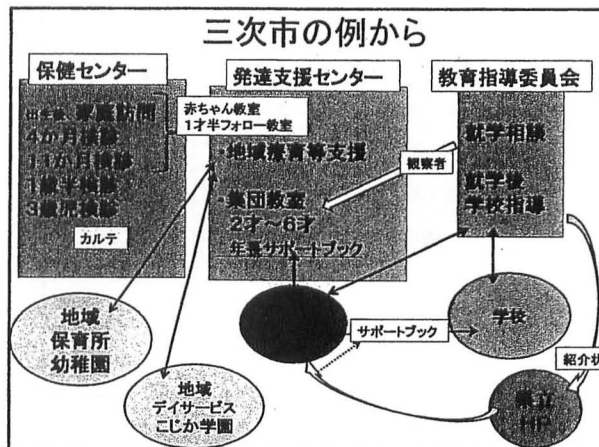 三次市の例から
保健センター
出生後、家庭訪問
4か月検診
11か月検診
1歳半検診
3歳児検診
カルテ
赤ちゃん教室
1才半フォロー教室
発達支援センター
・地域療育等支援
・集団教室
2才～6才
年長サポートブック
教育指導委員会
就学相談
就学後
学校指導
観察者
地域
保育所
幼稚園
地域
デイサービス
こじか学園
サポートブック
学校
紹介状
県立